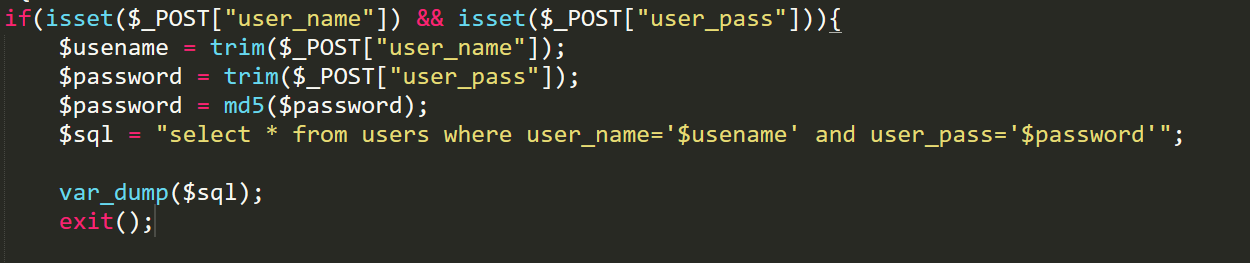 if(isset($_POST["user_name"]) && isset($_POST["user_pass"])){
$usename = trim($_POST["user_name"]);
$password = trim($_POST["user_pass"]);
$password = md5($password);
$sql = "select * from users where user_name='$usename' and user_pass='$password'";
var_dump($sql);
exit();